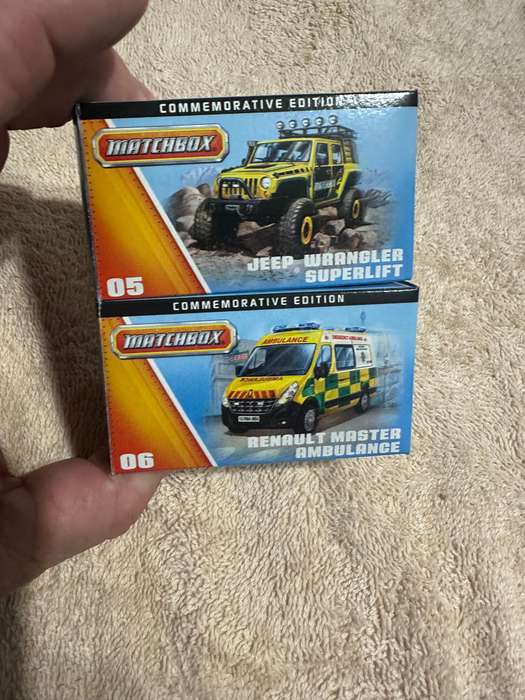 COMMEMORATIVE EDITION
MATCHBOX
05
JEEP WRANGLER
SUPERLIFT
COMMEMORATIVE EDITION
MATCHBOX
AMBULANCE
06
RENAULT MASTER
AMBULANCE